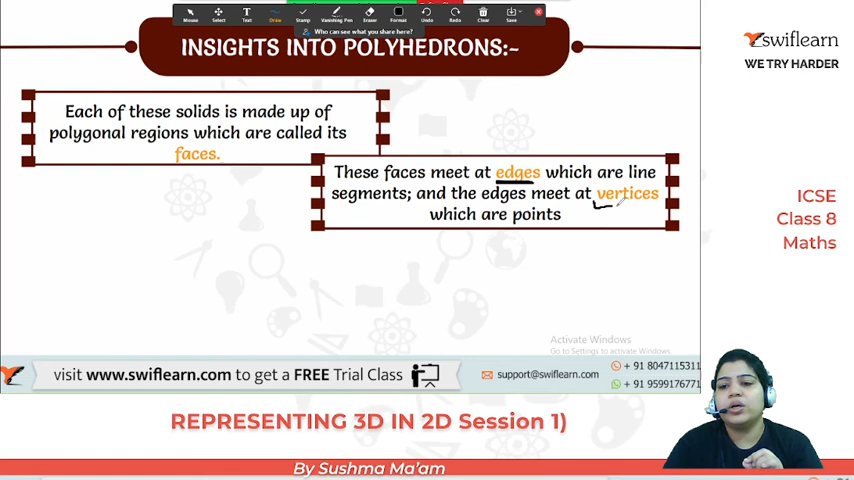 Mouse Select Text Draw Stamp Vanishing Pen Eraser Format Undo Redo Clear Save
Who can see what you share here?
INSIGHTS INTO POLYHEDRONS:-
swiflearn
WE TRY HARDER
Each of these solids is made up of
polygonal regions which are called its
faces.
These faces meet at edges which are line
segments; and the edges meet at vertices
which are points
ICSE
Class 8
Maths
Activate Windows
Go to Settings to activate Windows.
visit www.swiflearn.com to get a FREE Trial Class
support@swiflearn.com
+ 91 8047115311
+ 91 9599176771
REPRESENTING 3D IN 2D Session 1)
By Sushma Ma'am